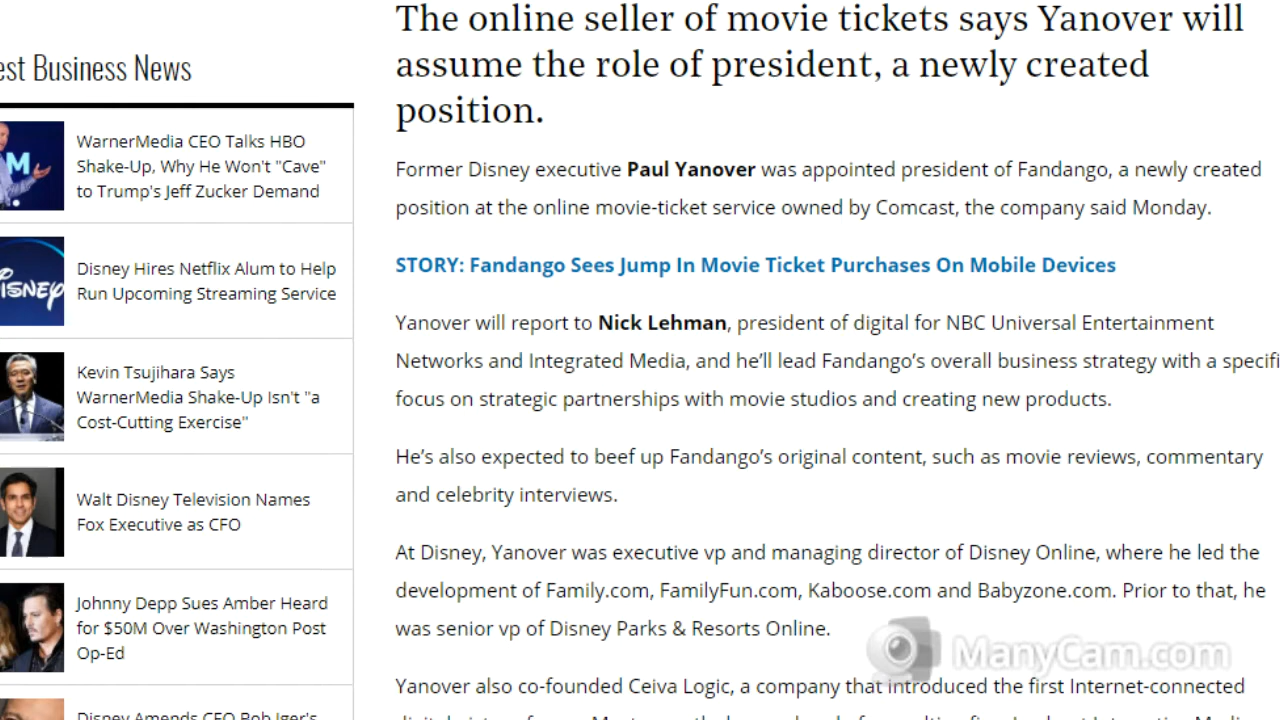 est Business News
WarnerMedia CEO Talks HBO
Shake-Up, Why He Won't "Cave"
to Trump's Jeff Zucker Demand
Disney Hires Netflix Alum to Help
Run Upcoming Streaming Service
Kevin Tsujihara Says
WarnerMedia Shake-Up Isn't "a
Cost-Cutting Exercise"
Walt Disney Television Names
Fox Executive as CFO
Johnny Depp Sues Amber Heard
for $50M Over Washington Post
Op-Ed
Disney Amends CEO Bob Iger's
The online seller of movie tickets says Yanover will
assume the role of president, a newly created
position.
Former Disney executive Paul Yanover was appointed president of Fandango, a newly created
position at the online movie-ticket service owned by Comcast, the company said Monday.
STORY: Fandango Sees Jump In Movie Ticket Purchases On Mobile Devices
Yanover will report to Nick Lehman, president of digital for NBC Universal Entertainment
Networks and Integrated Media, and he’ll lead Fandango’s overall business strategy with a specifi
focus on strategic partnerships with movie studios and creating new products.
He’s also expected to beef up Fandango’s original content, such as movie reviews, commentary
and celebrity interviews.
At Disney, Yanover was executive vp and managing director of Disney Online, where he led the
development of Family.com, FamilyFun.com, Kaboose.com and Babyzone.com. Prior to that, he
was senior vp of Disney Parks & Resorts Online.
Yanover also co-founded Ceiva Logic, a company that introduced the first Internet-connected
ManyCam.com